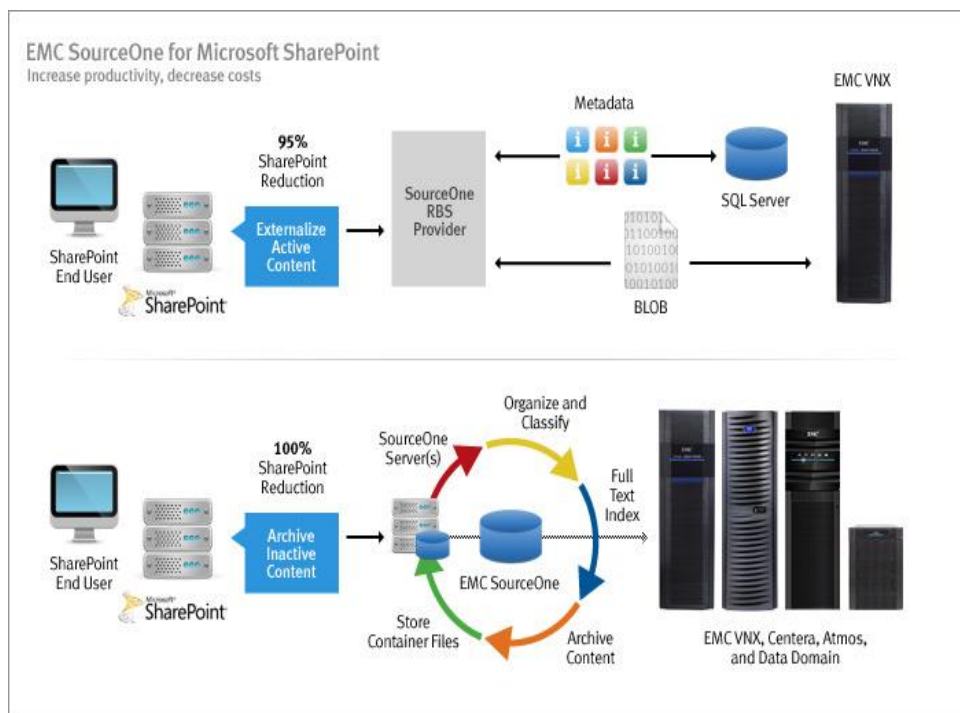 EMC SourceOne for Microsoft SharePoint
Increase productivity, decrease costs
EMC VNX
Metadata
95%
SharePoint
Reduction
SourceOne
RBS
Provider
SQL Server
Externalize
Active
Content
SharePoint
End User
Microsoft
SharePoint
BLOB
Organize and
Classify
SourceOne
Server(s)
100%
SharePoint
Reduction
Full
Text
Index
Archive
Inactive
Content
SharePoint
End User
EMC SourceOne
Microsoft
SharePoint
Store
Container Files
Archive
Content
EMC VNX, Centera, Atmos,
and Data Domain